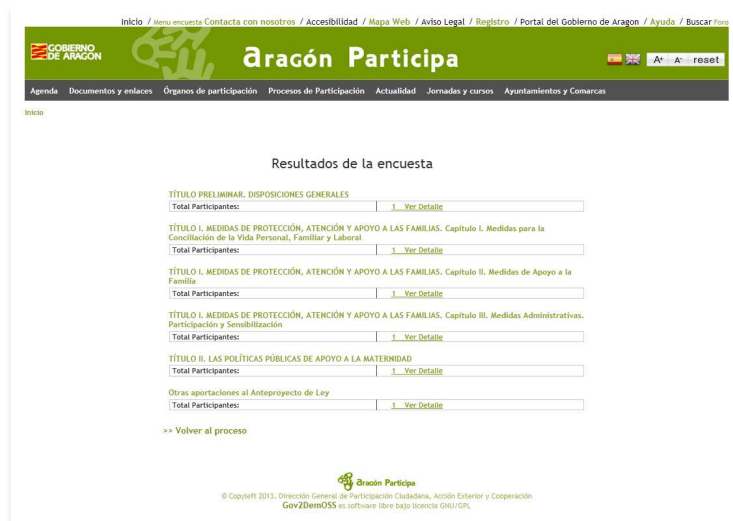 Inicio / Menu encuesta Contacta con nosotros / Accesibilidad / Mapa Web / Aviso Legal / Registro / Portal del Gobierno de Aragon / Ayuda / Buscar Foro
GOBIERNO
DE ARAGON
aragón Participa
A+ A- reset
Agenda Documentos y enlaces Órganos de participación Procesos de Participación Actualidad Jornadas y cursos Ayuntamientos y Comarcas
Inicio
Resultados de la encuesta
TÍTULO PRELIMINAR. DISPOSICIONES GENERALES
Total Participantes: 1 Ver Detalle
TÍTULO I. MEDIDAS DE PROTECCIÓN, ATENCIÓN Y APOYO A LAS FAMILIAS. Capítulo I. Medidas para la
Conciliación de la Vida Personal, Familiar y Laboral
Total Participantes: 1 Ver Detalle
TÍTULO I. MEDIDAS DE PROTECCIÓN, ATENCIÓN Y APOYO A LAS FAMILIAS. Capítulo II. Medidas de Apoyo a la
Familia
Total Participantes: 1 Ver Detalle
TÍTULO I. MEDIDAS DE PROTECCIÓN, ATENCIÓN Y APOYO A LAS FAMILIAS. Capítulo III. Medidas Administrativas.
Participación y Sensibilización
Total Participantes: 1 Ver Detalle
TÍTULO II. LAS POLÍTICAS PÚBLICAS DE APOYO A LA MATERNIDAD
Total Participantes: 1 Ver Detalle
Otras aportaciones al Anteproyecto de Ley
Total Participantes: 1 Ver Detalle
>> Volver al proceso
aragón Participa
© Copyleft 2013. Dirección General de Participación Ciudadana, Acción Exterior y Cooperación
Gov2DemOSS es software libre bajo licencia GNU/GPL